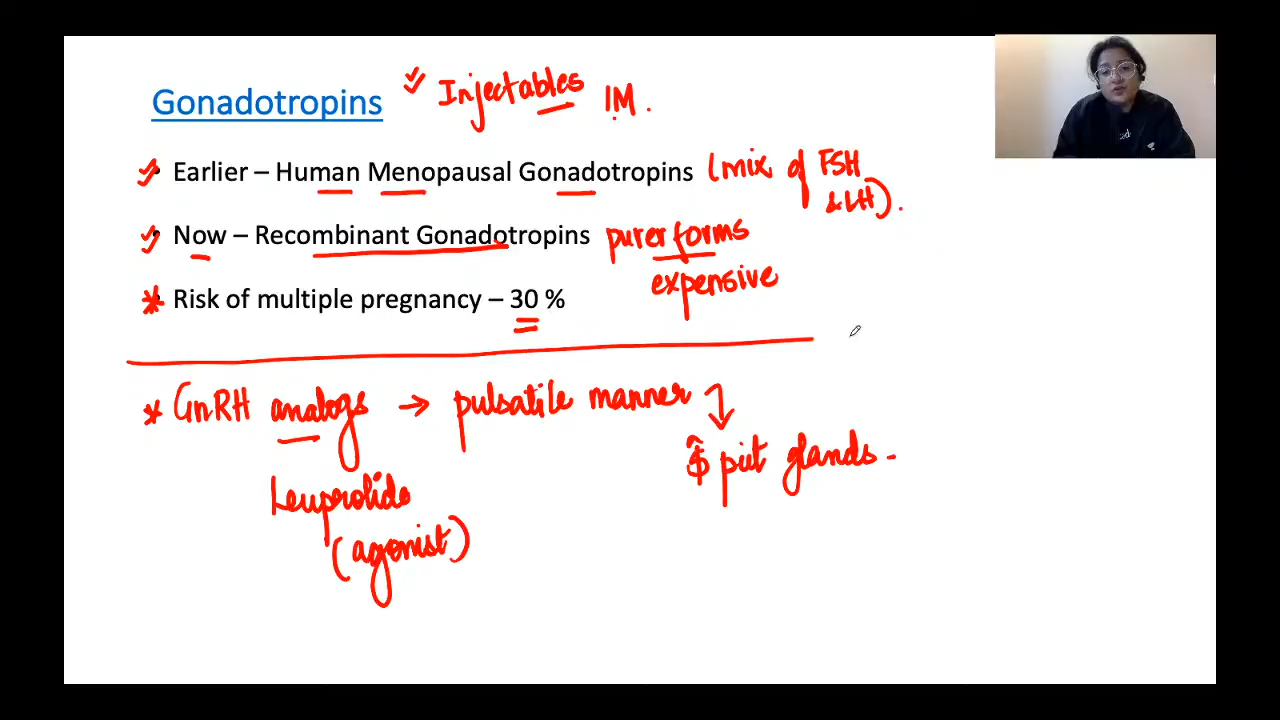 Gonadotropins ✓ Injectables IM.
✓ Earlier – Human Menopausal Gonadotropins (mix of FSH
& LH).
✓ Now – Recombinant Gonadotropins purer forms
expensive
* Risk of multiple pregnancy – 30 %
* GnRH analogs → pulsatile manner
pit glands.
Leuprolide
(agonist)